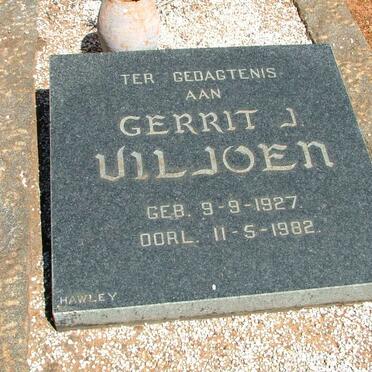 TER GEDAGTENIS
AAN
GERRIT J.
VILJOEN
GEB. 9-9-1927.
OORL. 11-5-1982.
HAWLEY